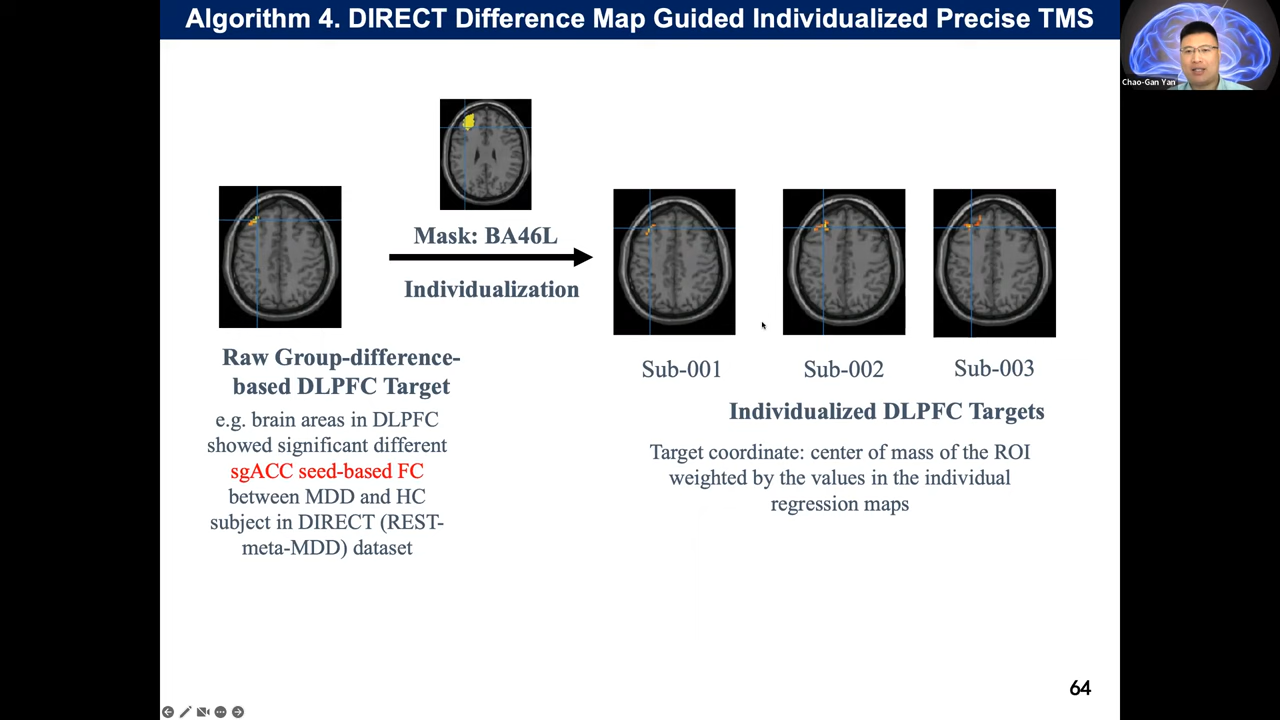 Algorithm 4. DIRECT Difference Map Guided Individualized Precise TMS
Chao-Gan Yan
Mask: BA46L
Individualization
Raw Group-difference-
based DLPFC Target
e.g. brain areas in DLPFC
showed significant different
sgACC seed-based FC
between MDD and HC
subject in DIRECT (REST-
meta-MDD) dataset
Sub-001
Sub-002
Sub-003
Individualized DLPFC Targets
Target coordinate: center of mass of the ROI
weighted by the values in the individual
regression maps
64